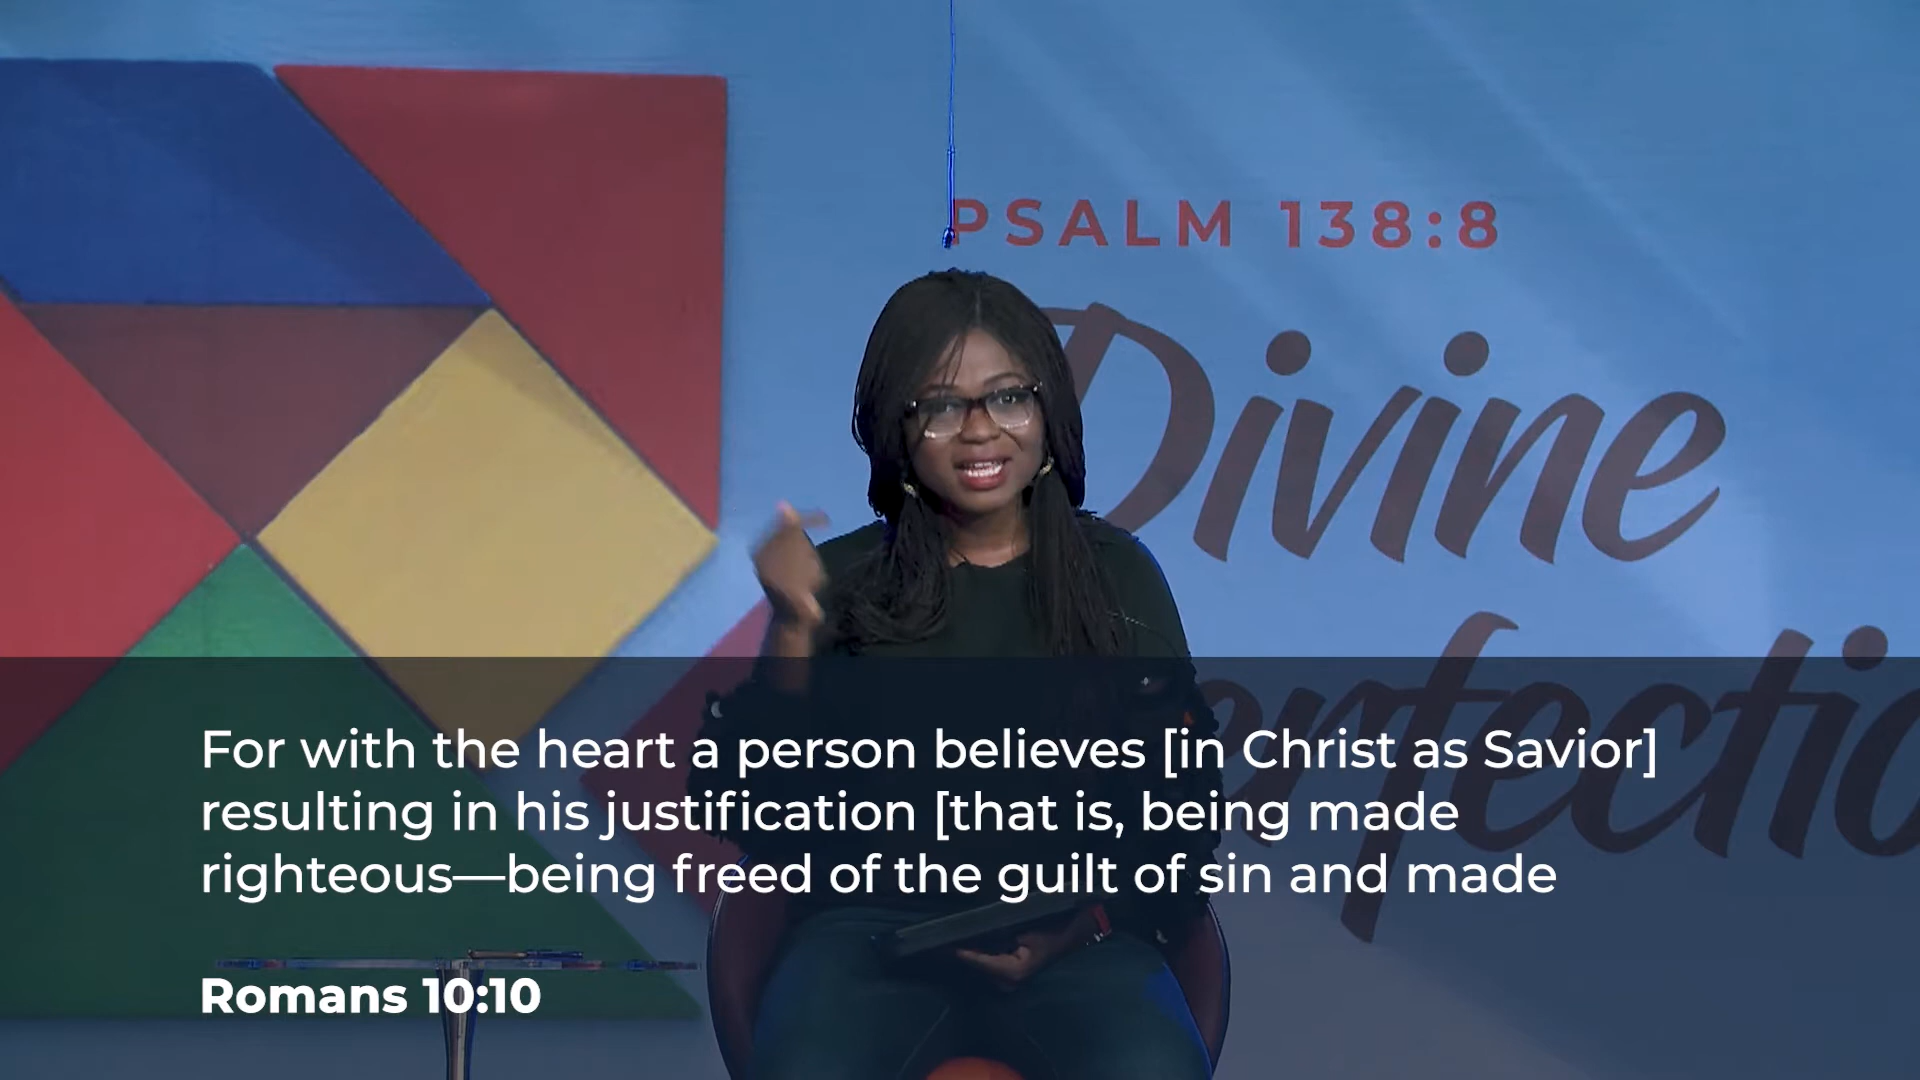 PSALM 138:8
Divine
erfectio
For with the heart a person believes [in Christ as Savior]
resulting in his justification [that is, being made
righteous—being freed of the guilt of sin and made
Romans 10:10